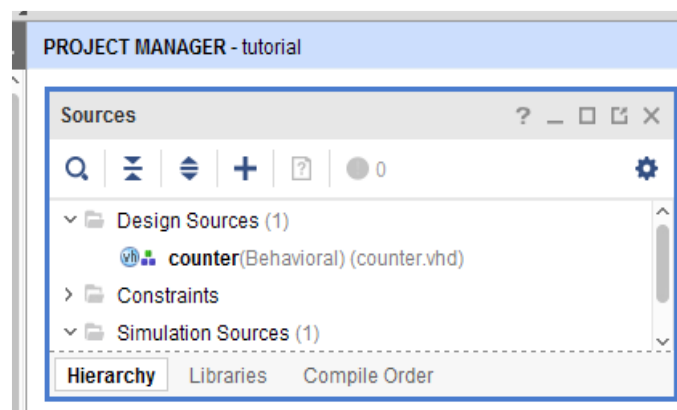 PROJECT MANAGER - tutorial
Sources
? 
? 0
Design Sources (1)
vh counter(Behavioral) (counter.vhd)
Constraints
Simulation Sources (1)
Hierarchy Libraries Compile Order